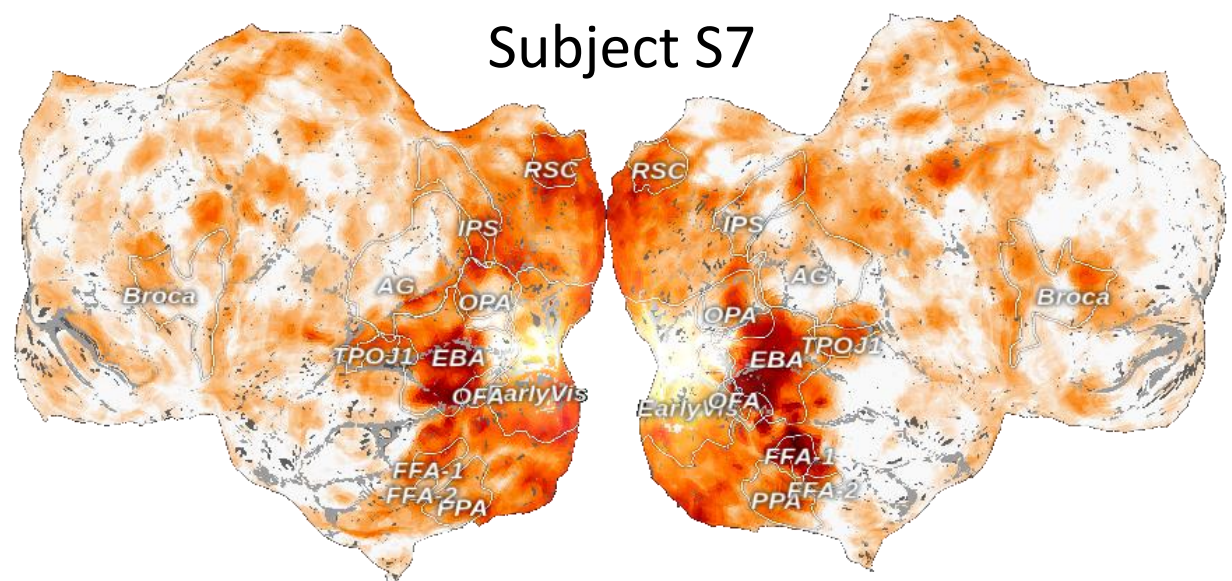 Subject S7
RSC
IPS
AG
OPA
Broca
TPOJ1
EBA
OFA
EarlyVis
FFA-1
FFA-2
PPA
RSC
IPS
AG
OPA
Broca
TPOJ1
EBA
EarlyVis
OFA
FFA-1
FFA-2
PPA